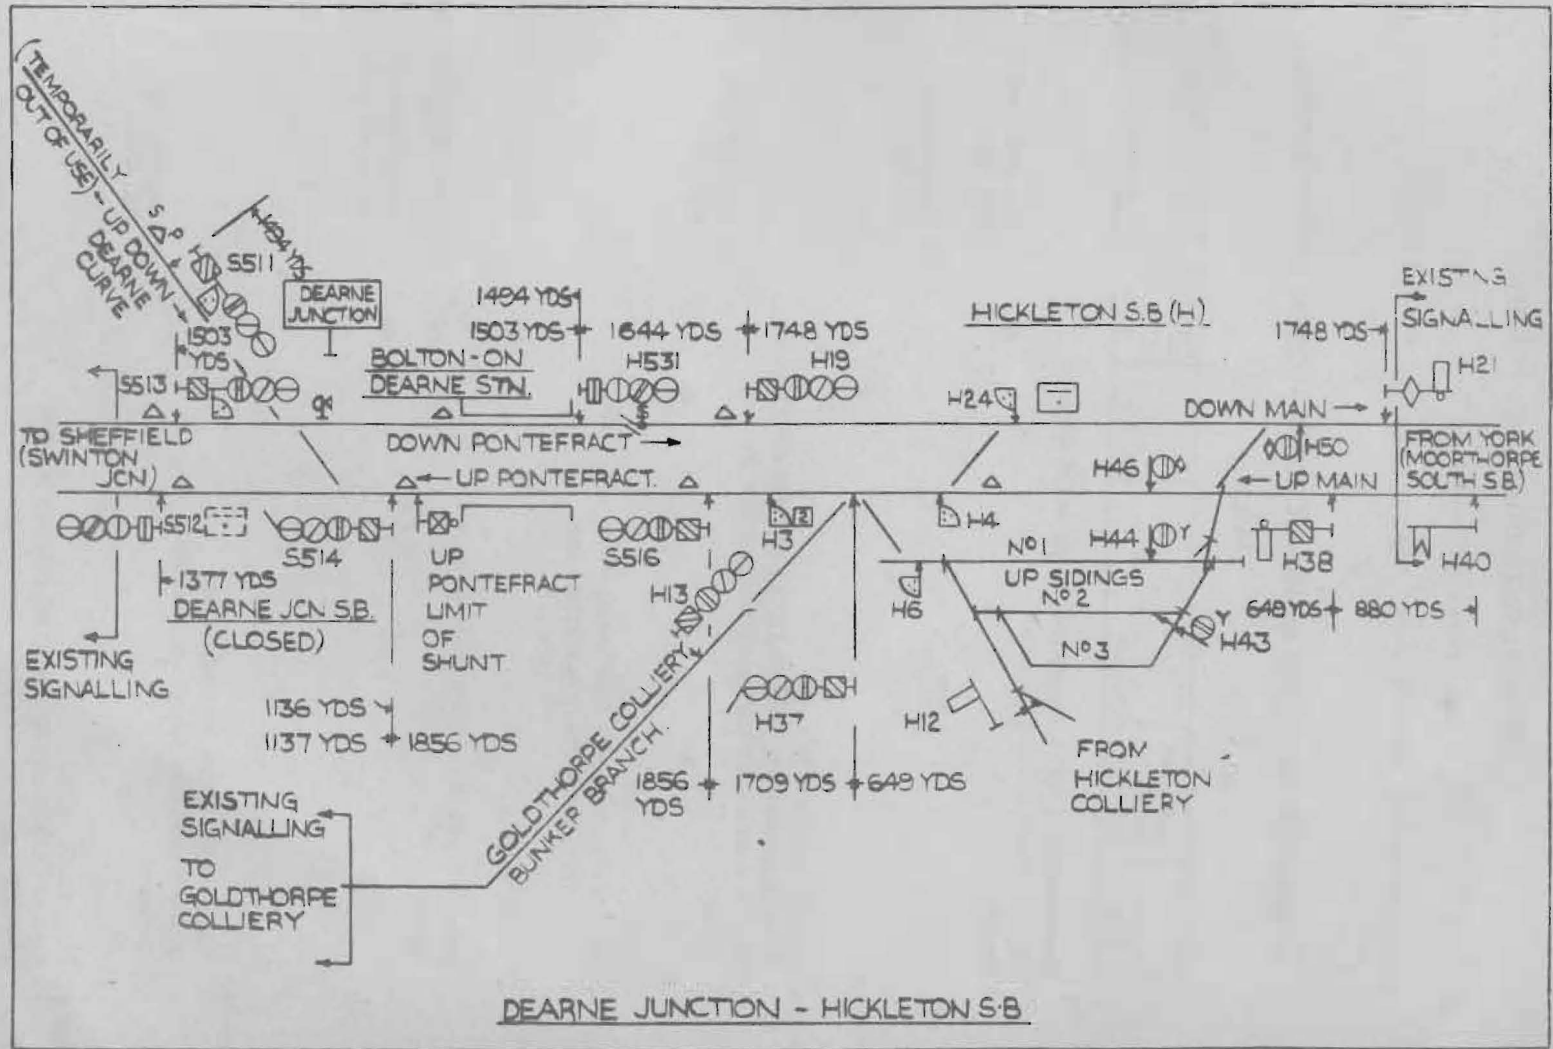 (TEMPORARILY
OUT OF USE)
UP DOWN
DEARNE
CURVE
S
P
S511
1494 YDS
DEARNE
JUNCTION
1503
YDS
S513
BOLTON-ON
DEARNE STN.
1494 YDS
1503 YDS
1644 YDS
1748 YDS
H531
H19
S
HICKLETON S.B (H)
H24
1748 YDS
EXISTING
SIGNALLING
H21
DOWN MAIN
TO SHEFFIELD
(SWINTON
JCN)
DOWN PONTEFRACT
UP PONTEFRACT.
H46
H50
UP MAIN
FROM YORK
(MOORTHORPE
SOUTH S.B.)
S512
S514
UP
PONTEFRACT
LIMIT
OF
SHUNT
S516
H3
2
H4
H44
Y
H38
H40
1377 YDS
DEARNE JCN S.B.
(CLOSED)
EXISTING
SIGNALLING
H13
H6
Nº1
UP SIDINGS
Nº2
Nº3
Y
H43
649 YDS
880 YDS
1136 YDS
1137 YDS
1856 YDS
GOLDTHORPE COLLIERY
BUNKER BRANCH.
H37
H12
1856
YDS
1709 YDS
649 YDS
FROM
HICKLETON
COLLIERY
EXISTING
SIGNALLING
TO
GOLDTHORPE
COLLIERY
DEARNE JUNCTION - HICKLETON S.B